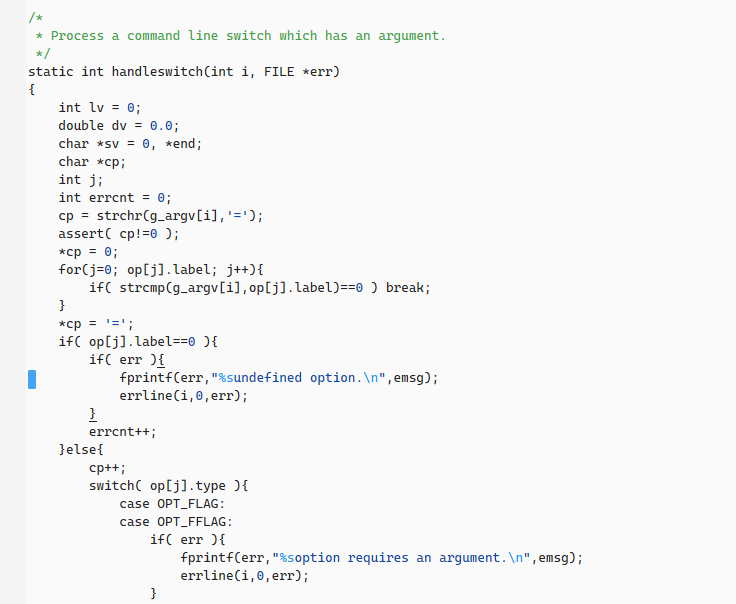 /*
 * Process a command line switch which has an argument.
 */
static int handleswitch(int i, FILE *err)
{
    int lv = 0;
    double dv = 0.0;
    char *sv = 0, *end;
    char *cp;
    int j;
    int errcnt = 0;
    cp = strchr(g_argv[i],'=');
    assert( cp!=0 );
    *cp = 0;
    for(j=0; op[j].label; j++){
        if( strcmp(g_argv[i],op[j].label)==0 ) break;
    }
    *cp = '=';
    if( op[j].label==0 ){
        if( err ){
            fprintf(err,"%sundefined option.\n",emsg);
            errline(i,0,err);
        }
        errcnt++;
    }else{
        cp++;
        switch( op[j].type ){
            case OPT_FLAG:
            case OPT_FFLAG:
                if( err ){
                    fprintf(err,"%soption requires an argument.\n",emsg);
                    errline(i,0,err);
                }